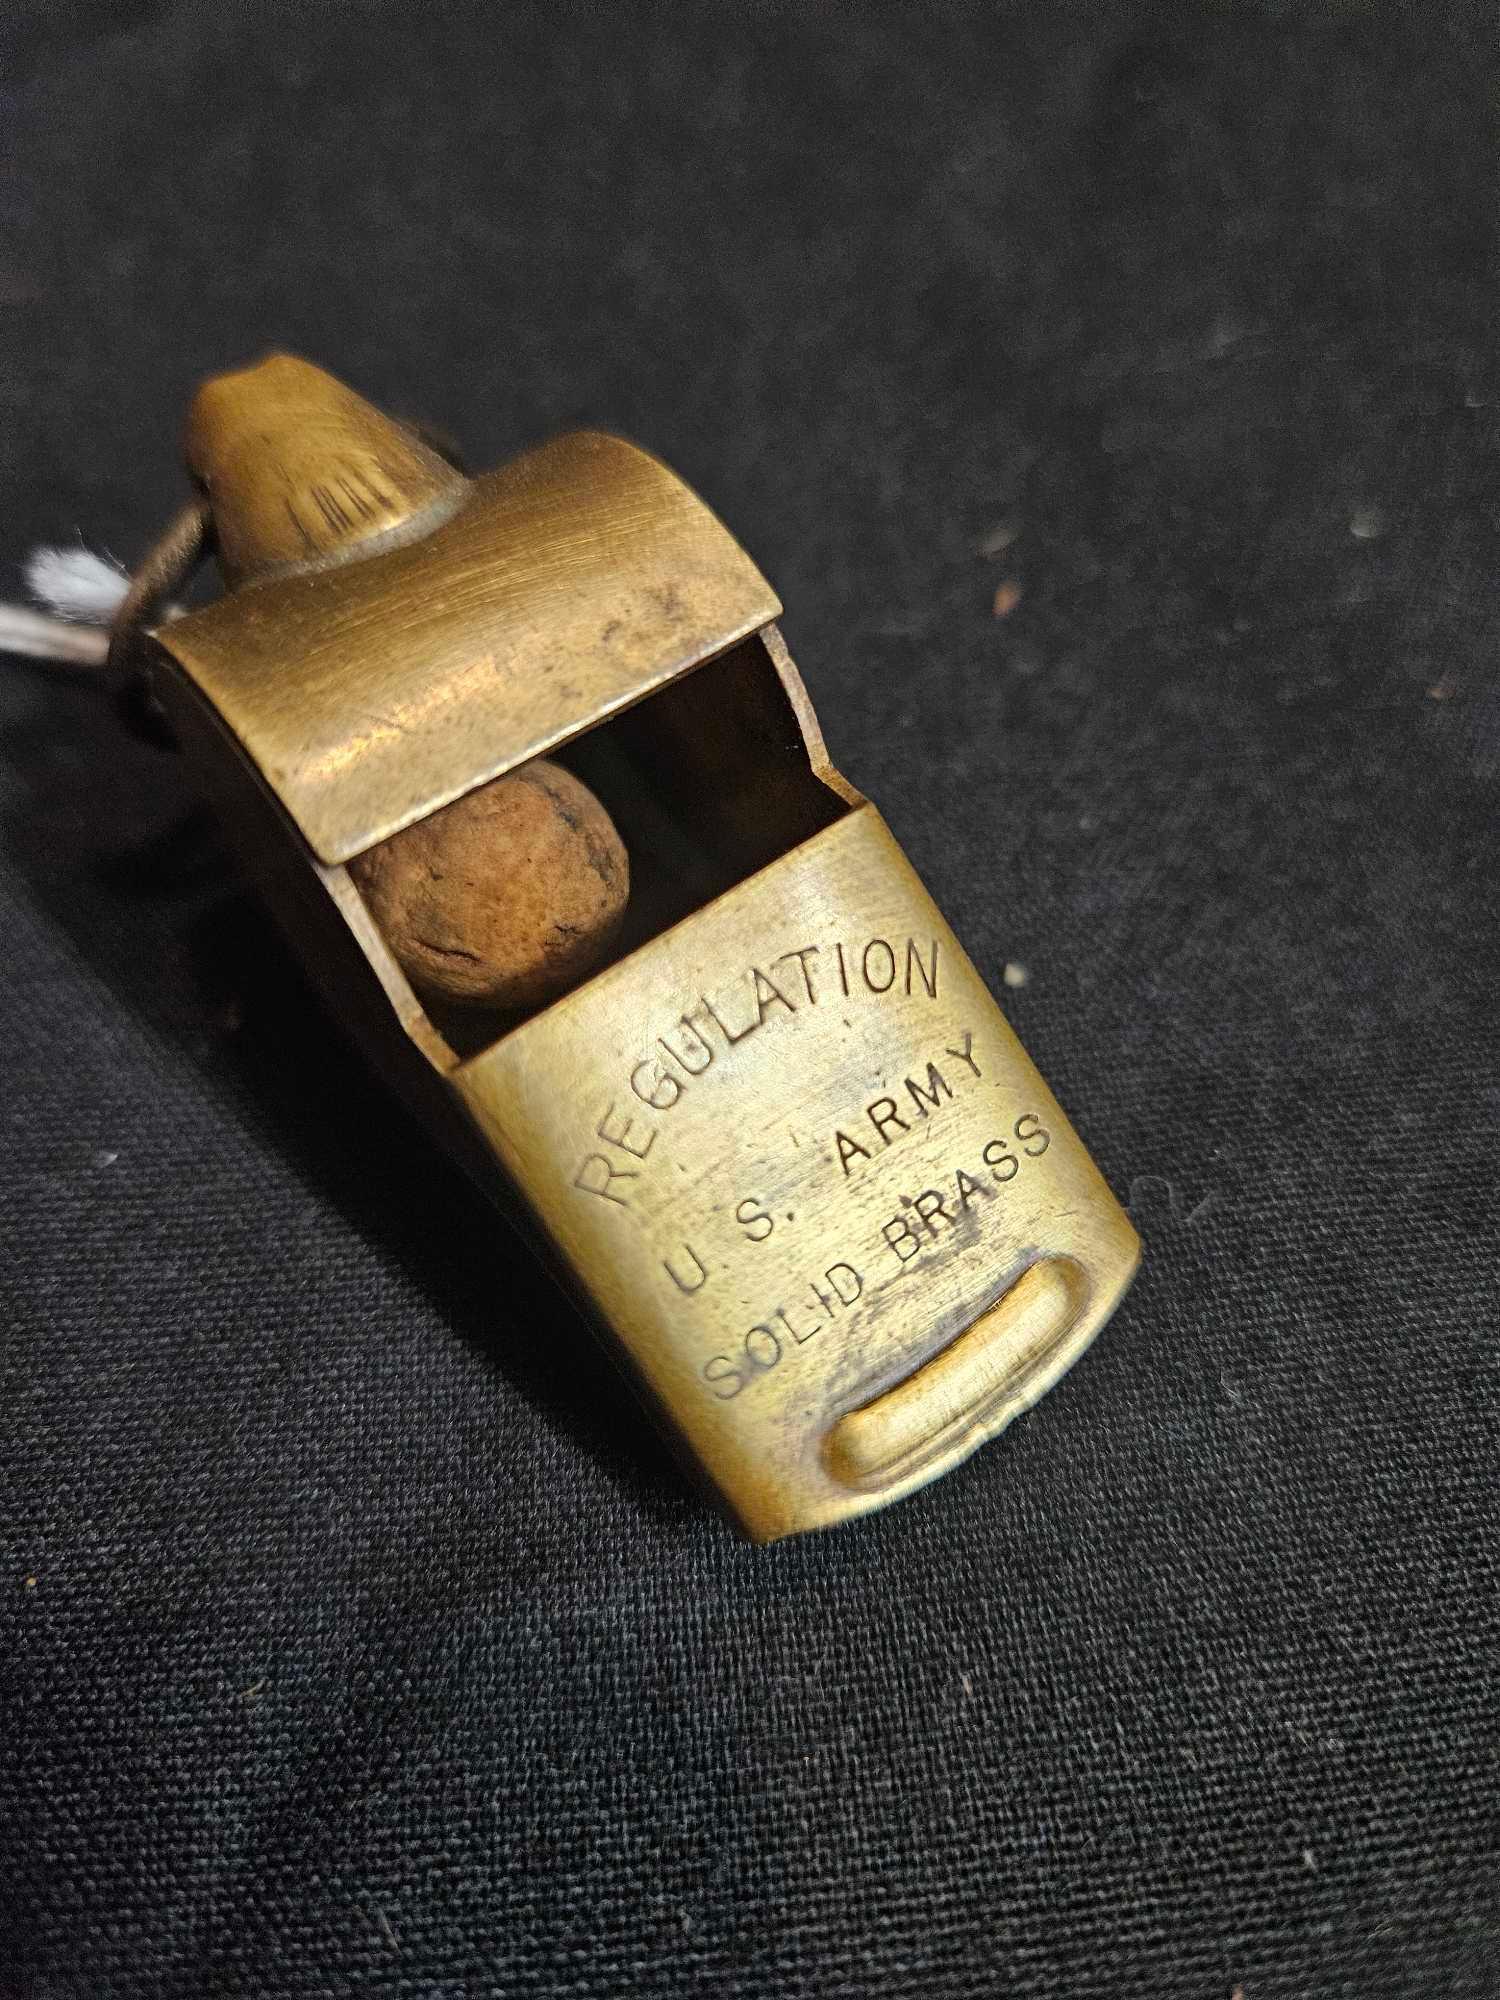 REGULATION
U. S. ARMY
SOLID BRASS